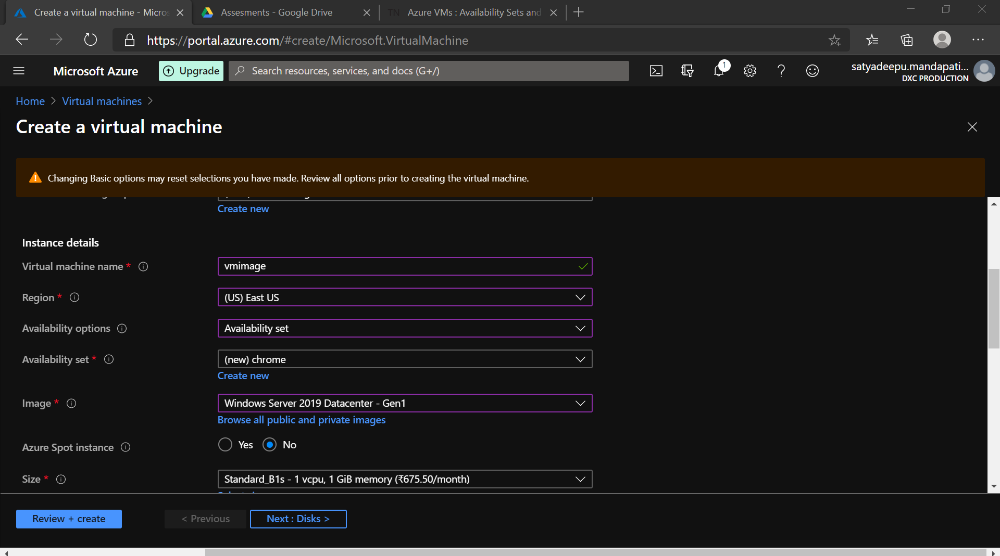 Create a virtual machine - Micros
Assesments - Google Drive
TN Azure VMs : Availability Sets and
https://portal.azure.com/#create/Microsoft.VirtualMachine
Microsoft Azure
Upgrade
Search resources, services, and docs (G+/)
1
satyadeepu.mandapati...
DXC PRODUCTION
Home > Virtual machines >
Create a virtual machine
Changing Basic options may reset selections you have made. Review all options prior to creating the virtual machine.
Create new
Instance details
Virtual machine name *
vmimage
Region *
(US) East US
Availability options
Availability set
Availability set *
(new) chrome
Create new
Image *
Windows Server 2019 Datacenter - Gen1
Browse all public and private images
Azure Spot instance
Yes
No
Size *
Standard_B1s - 1 vcpu, 1 GiB memory (₹675.50/month)
Review + create
< Previous
Next : Disks >